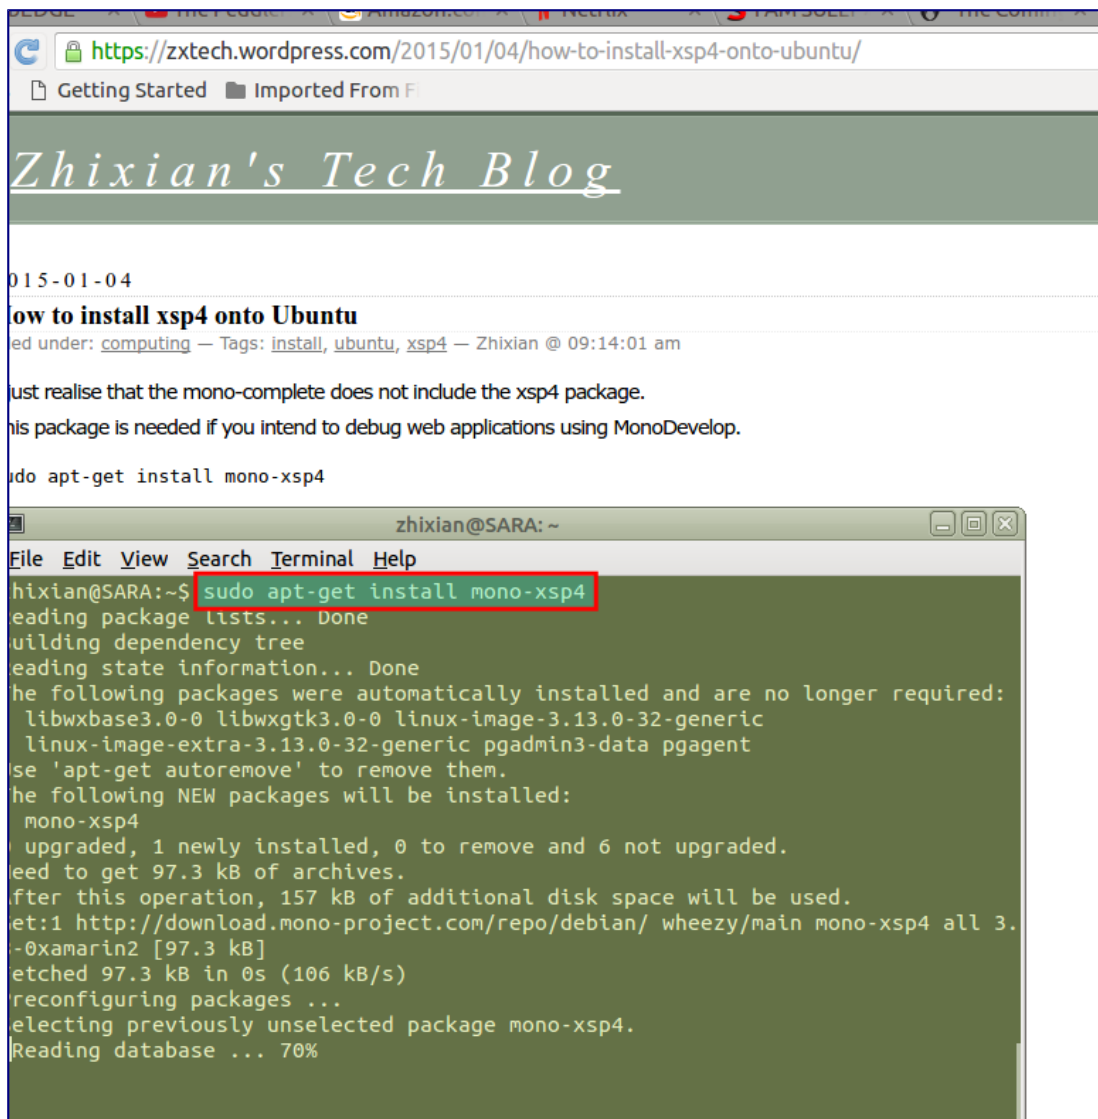 https://zxtech.wordpress.com/2015/01/04/how-to-install-xsp4-onto-ubuntu/
Getting Started Imported From
Zhixian's Tech Blog
015-01-04
ow to install xsp4 onto Ubuntu
ed under: computing — Tags: install, ubuntu, xsp4 — Zhixian @ 09:14:01 am
just realise that the mono-complete does not include the xsp4 package.
his package is needed if you intend to debug web applications using MonoDevelop.
do apt-get install mono-xsp4
zhixian@SARA: ~
File Edit View Search Terminal Help
hixian@SARA:~$ sudo apt-get install mono-xsp4
eading package lists... Done
uilding dependency tree
eading state information... Done
he following packages were automatically installed and are no longer required:
libwxbase3.0-0 libwxgtk3.0-0 linux-image-3.13.0-32-generic
linux-image-extra-3.13.0-32-generic pgadmin3-data pgagent
se 'apt-get autoremove' to remove them.
he following NEW packages will be installed:
mono-xsp4
upgraded, 1 newly installed, 0 to remove and 6 not upgraded.
eed to get 97.3 kB of archives.
fter this operation, 157 kB of additional disk space will be used.
et:1 http://download.mono-project.com/repo/debian/ wheezy/main mono-xsp4 all 3.
-0xamarin2 [97.3 kB]
etched 97.3 kB in 0s (106 kB/s)
reconfiguring packages ...
electing previously unselected package mono-xsp4.
Reading database ... 70%